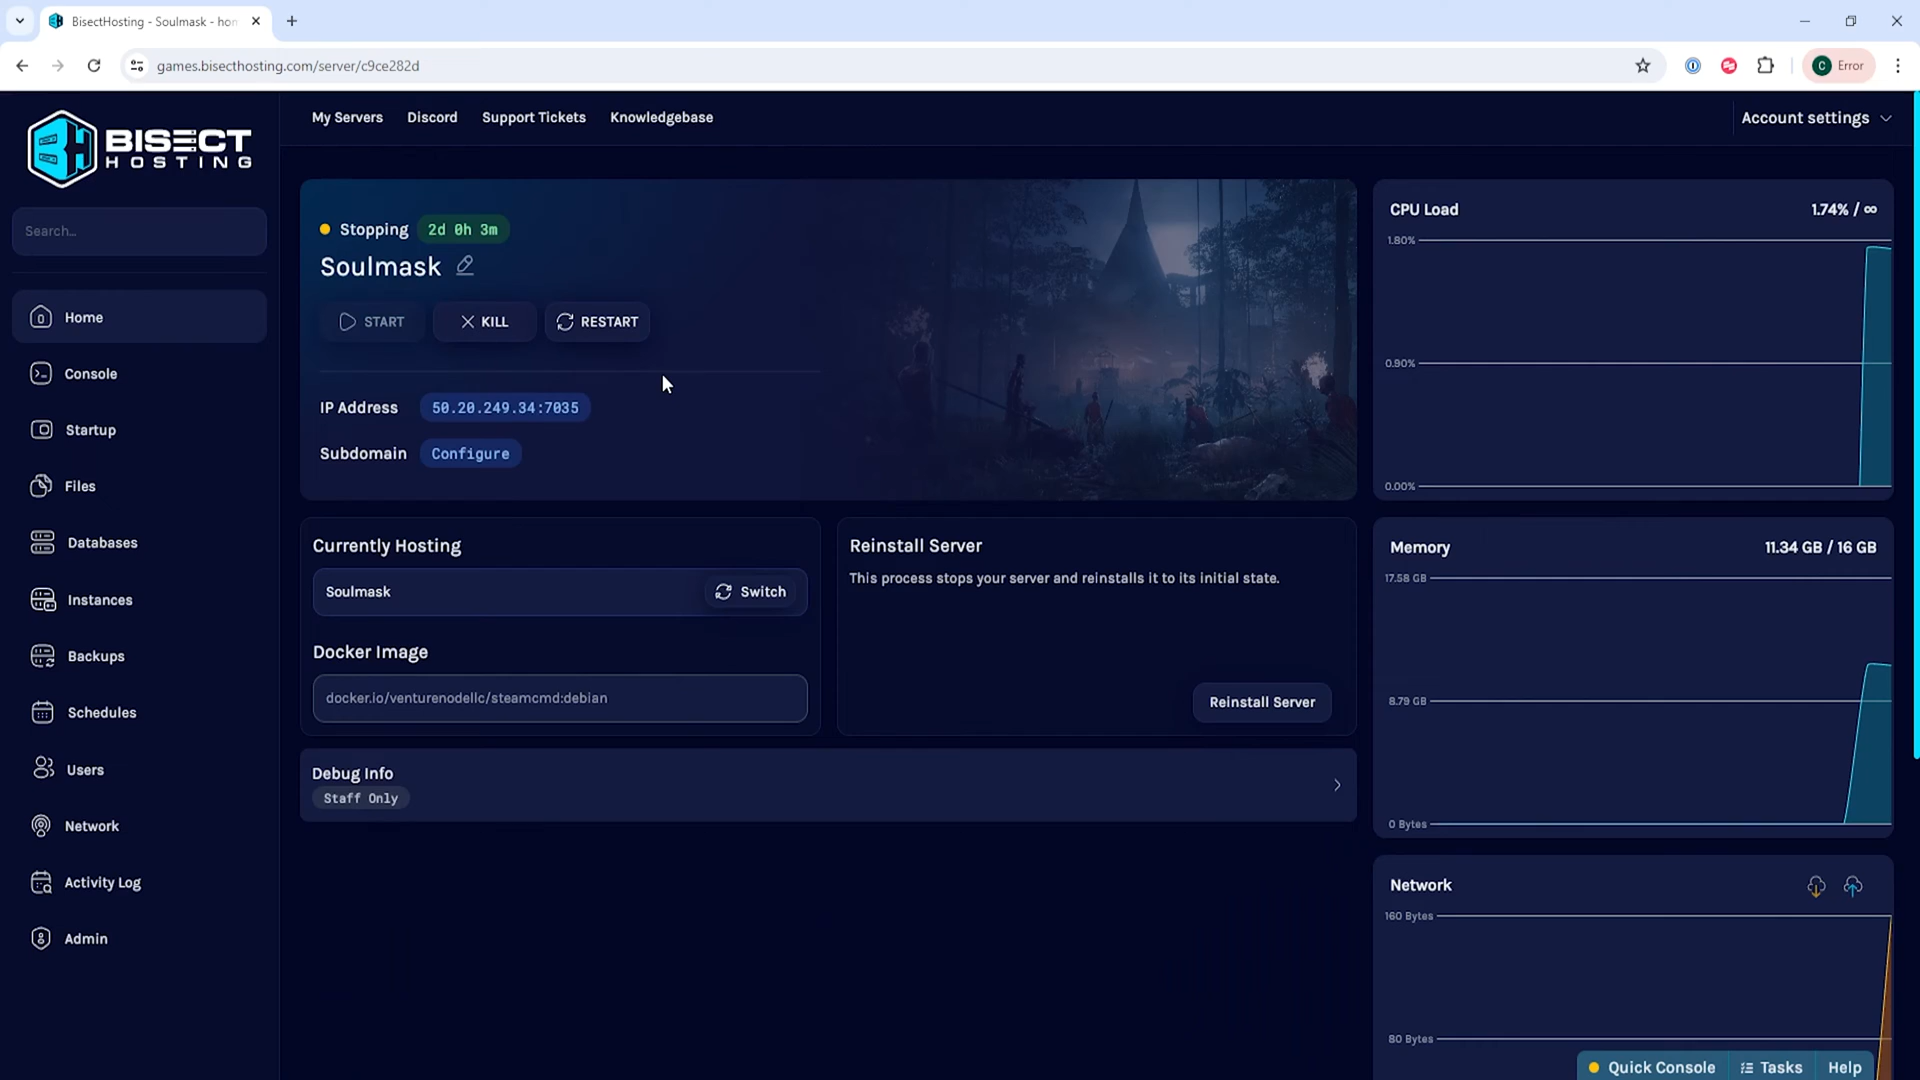 BisectHosting - Soulmask - hon
games.bisecthosting.com/server/c9ce282d
C Error
BISECT
HOSTING
My Servers Discord Support Tickets Knowledgebase
Account settings
Search...
Home
Console
Startup
Files
Databases
Instances
Backups
Schedules
Users
Network
Activity Log
Admin
Stopping 2d 0h 3m
Soulmask
START KILL RESTART
IP Address 50.20.249.34:7035
Subdomain Configure
Currently Hosting
Soulmask Switch
Docker Image
docker.io/venturenodellc/steamcmd:debian
Reinstall Server
This process stops your server and reinstalls it to its initial state.
Reinstall Server
Debug Info
Staff Only
CPU Load 1.74% / ∞
1.80%
0.90%
0.00%
Memory 11.34 GB / 16 GB
17.58 GB
8.79 GB
0 Bytes
Network
160 Bytes
80 Bytes
Quick Console Tasks Help